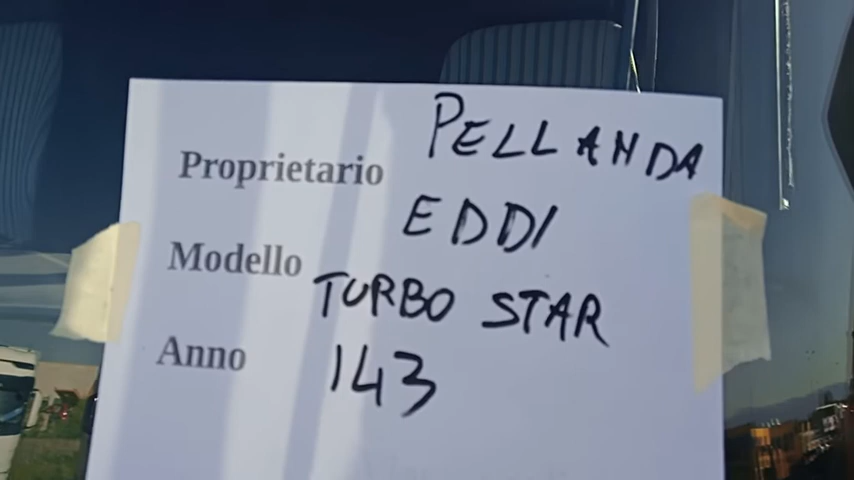 Proprietario PELLANDA
EDDI
Modello TURBO STAR
Anno 143